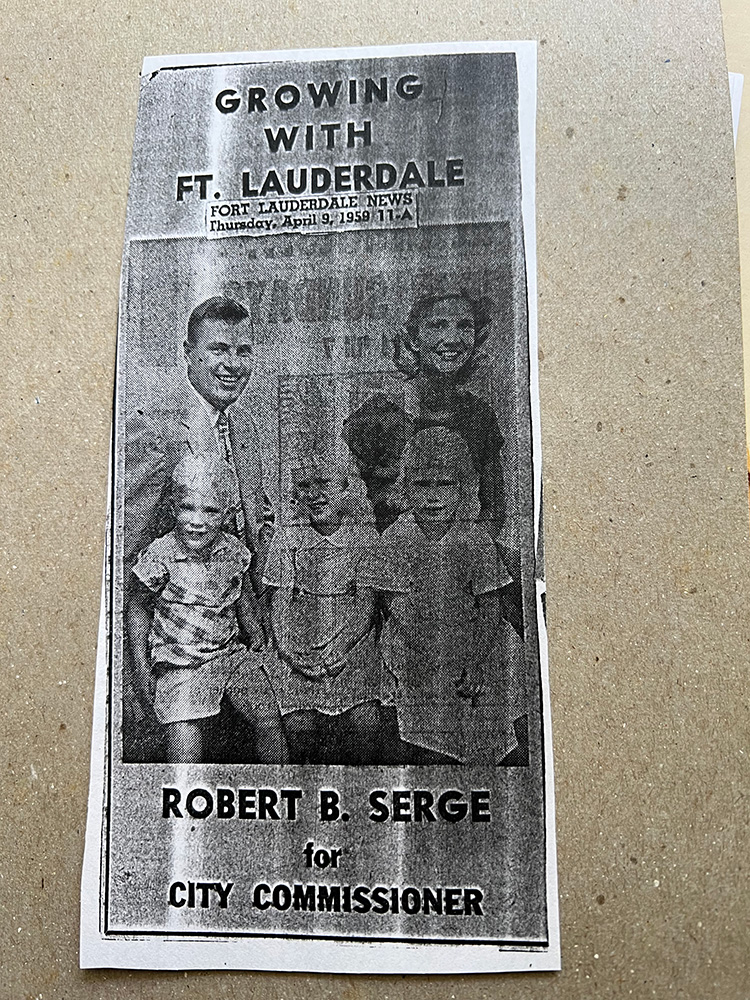 GROWING
WITH
FT. LAUDERDALE
FORT LAUDERDALE NEWS
Thursday, April 9, 1959 11-A
ROBERT B. SERGE
for
CITY COMMISSIONER